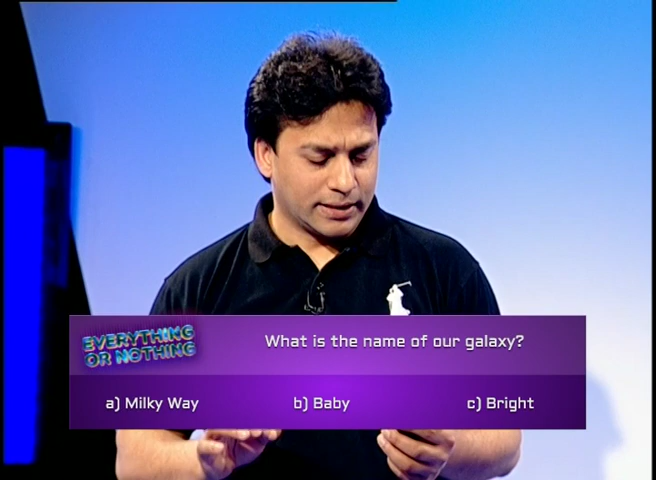 EVERYTHING
OR NOTHING
What is the name of our galaxy?
a) Milky Way b) Baby c) Bright